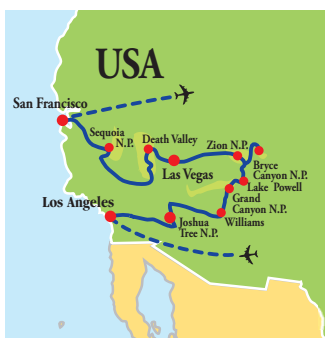 USA
San Francisco
Sequoia
N.P.
Death Valley
Las Vegas
Zion N.P.
Bryce
Canyon N.P.
Lake Powell
Grand
Canyon N.P.
Williams
Los Angeles
Joshua
Tree N.P.